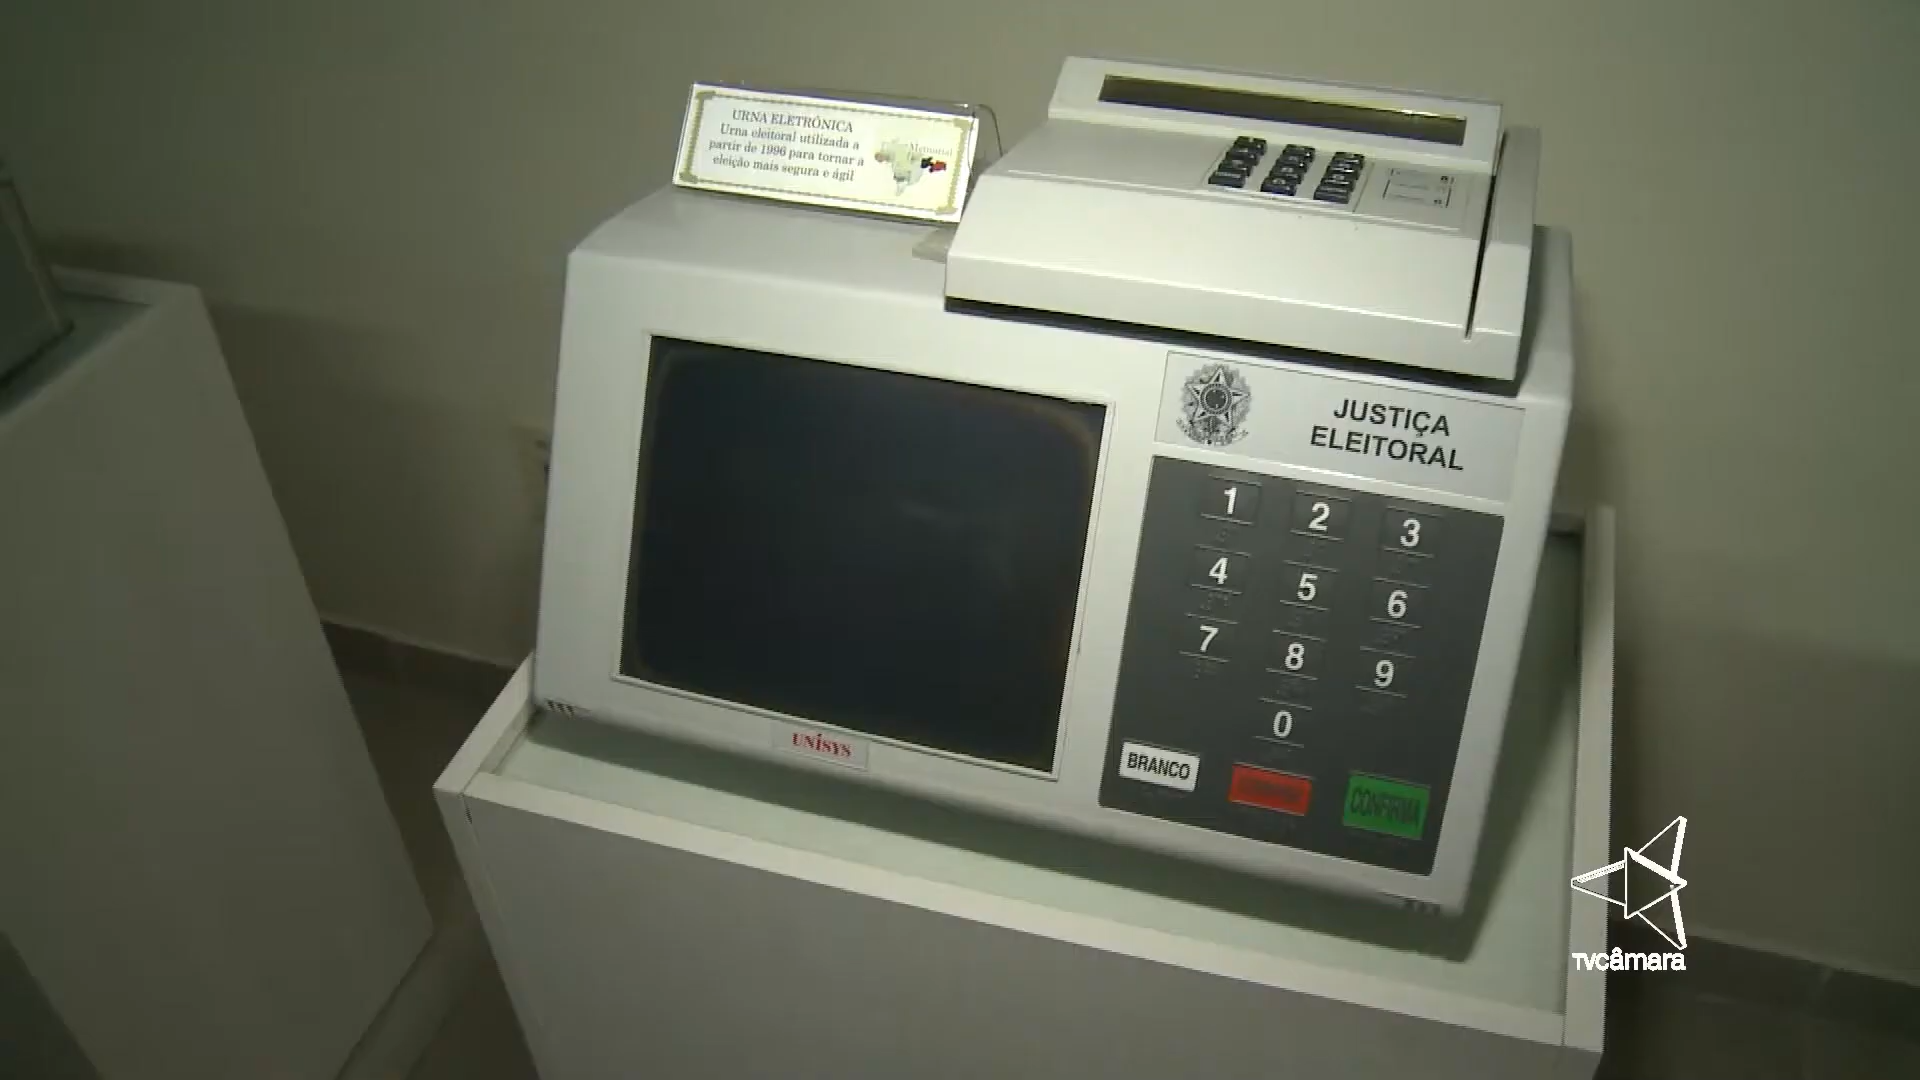 URNA ELETRÔNICA
Urna eleitoral utilizada a
partir de 1996 para tornar a
eleição mais segura e ágil
Memorial
JUSTIÇA
ELEITORAL
1 2 3
4 5 6
7 8 9
0
BRANCO
CONFIRMA
UNISYS
TVcâmara